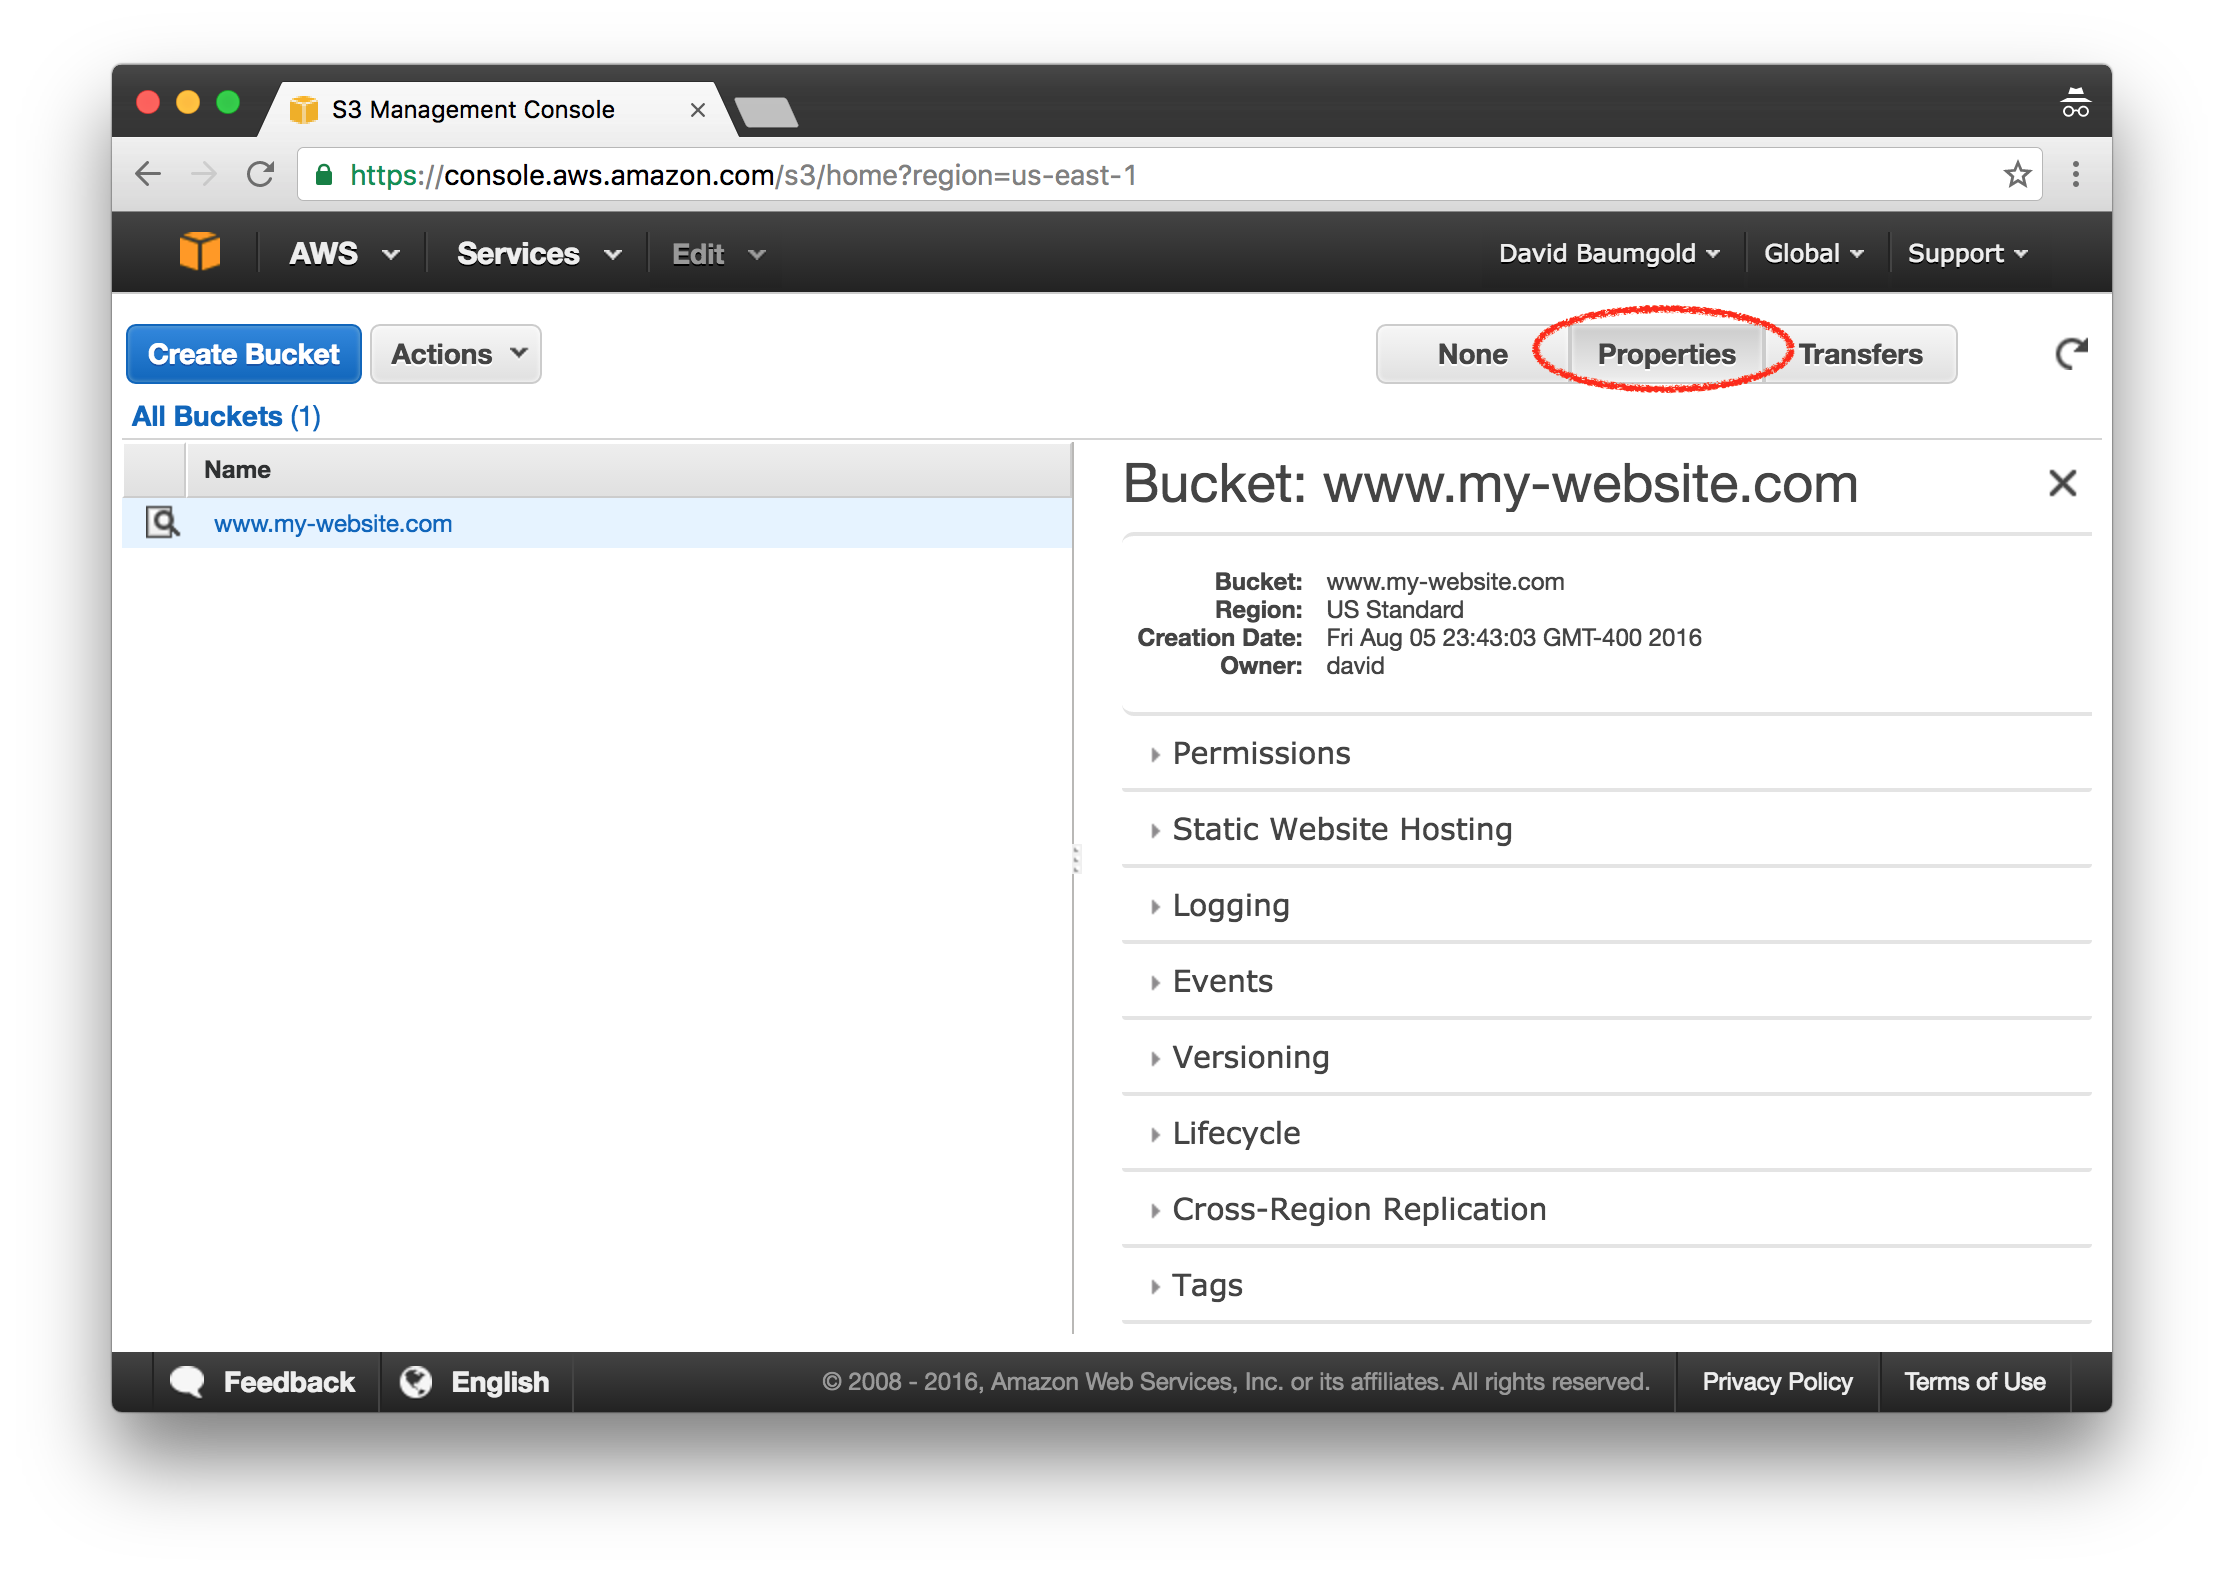 S3 Management Console
https://console.aws.amazon.com/s3/home?region=us-east-1
AWS Services Edit David Baumgold Global Support
Create Bucket Actions None Properties Transfers
All Buckets (1)
Name
www.my-website.com
Bucket: www.my-website.com
Bucket: www.my-website.com
Region: US Standard
Creation Date: Fri Aug 05 23:43:03 GMT-400 2016
Owner: david
Permissions
Static Website Hosting
Logging
Events
Versioning
Lifecycle
Cross-Region Replication
Tags
Feedback English © 2008 - 2016, Amazon Web Services, Inc. or its affiliates. All rights reserved. Privacy Policy Terms of Use